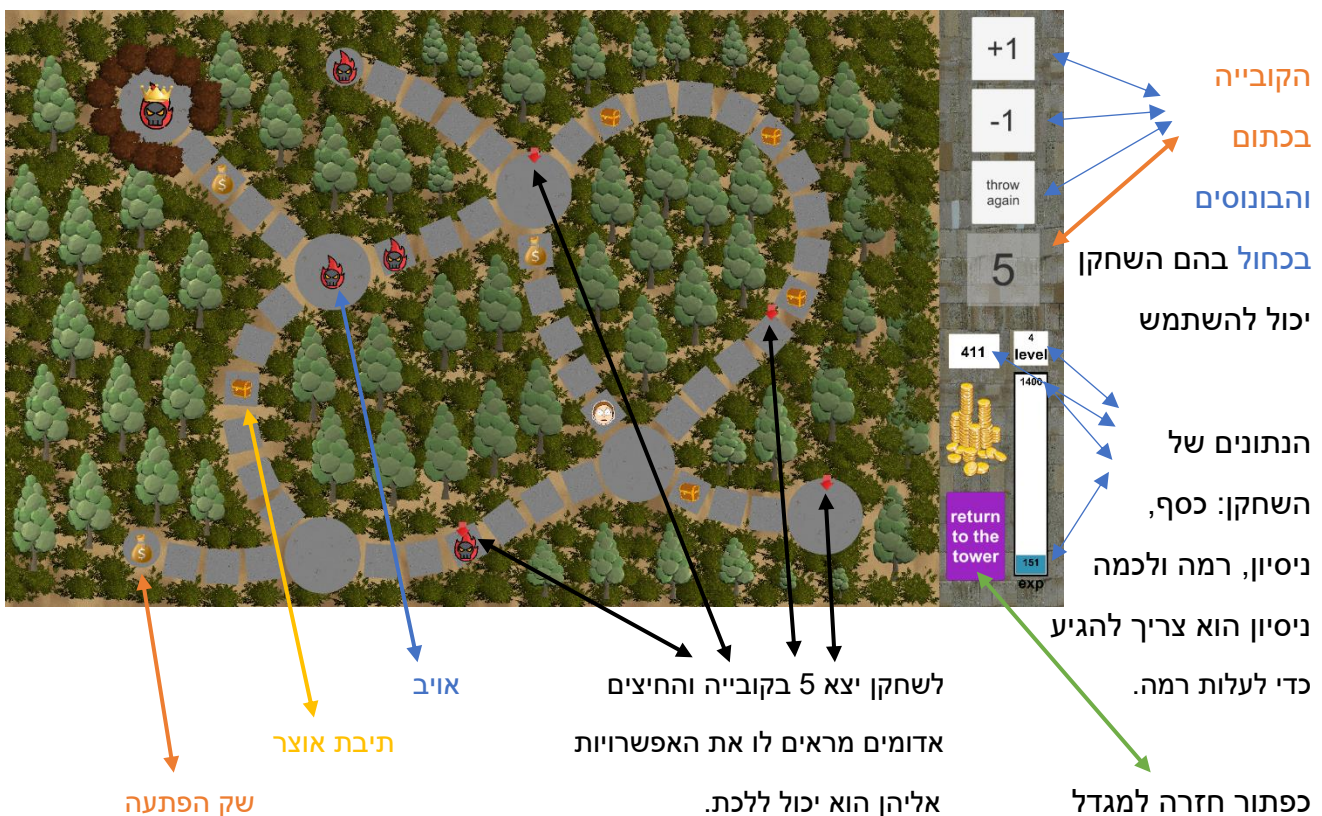 +1
-1
throw
again
5
411
4
level
1400
151
exp
return
to the
tower
הקובייה
בכתום
והבונוסים
בכחול בהם השחקן
יכול להשתמש
הנתונים של
השחקן: כסף,
ניסיון, רמה ולכמה
ניסיון הוא צריך להגיע
כדי לעלות רמה.
כפתור חזרה למגדל
לשחקן יצא 5 בקובייה והחיצים
אדומים מראים לו את האפשרויות
אליהן הוא יכול ללכת.
אויב
תיבת אוצר
שק הפתעה